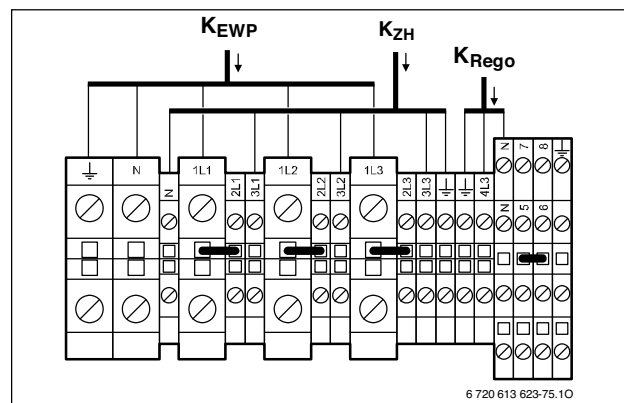 KEWP
KZH
KRego
⏚ N N 1L1 2L1 3L1 1L2 2L2 3L2 1L3 2L3 3L3 ⏚ ⏚ 4L3 N 7 8 ⏚
N 5 6
6 720 613 623-75.1O